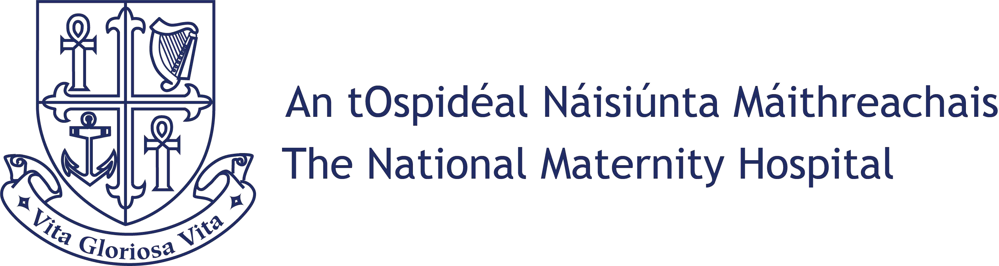 An tOspidéal Náisiúnta Máithreachais
The National Maternity Hospital
Vita Gloriosa Vita